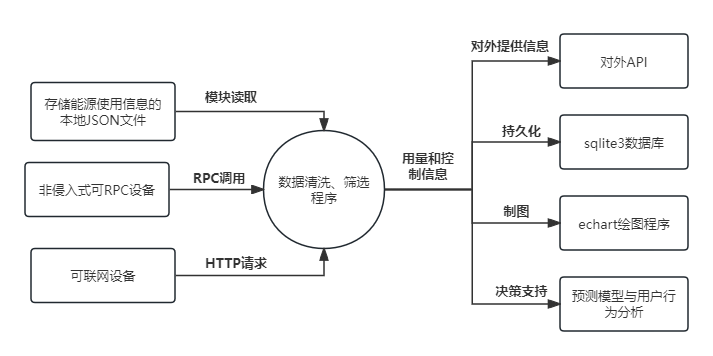 对外提供信息
对外API
存储能源使用信息的
本地JSON文件
模块读取
持久化
sqlite3数据库
用量和控
制信息
非侵入式可RPC设备
RPC调用
数据清洗、筛选
程序
制图
echart绘图程序
可联网设备
HTTP请求
决策支持
预测模型与用户行
为分析